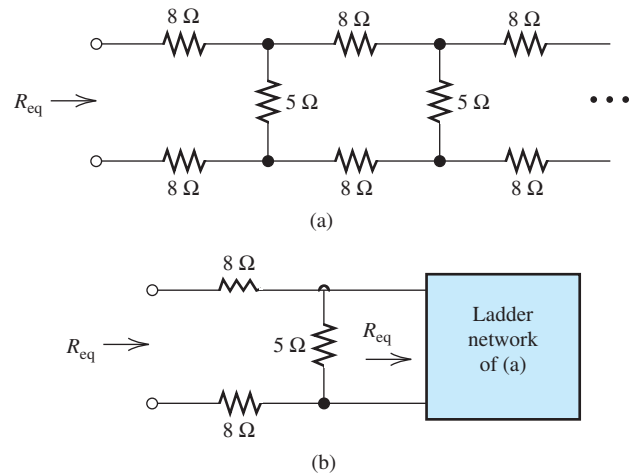 8 Ω 8 Ω 8 Ω
R_eq 5 Ω 5 Ω
8 Ω 8 Ω 8 Ω
(a)
8 Ω
R_eq 5 Ω R_eq
Ladder
network
of (a)
8 Ω
(b)